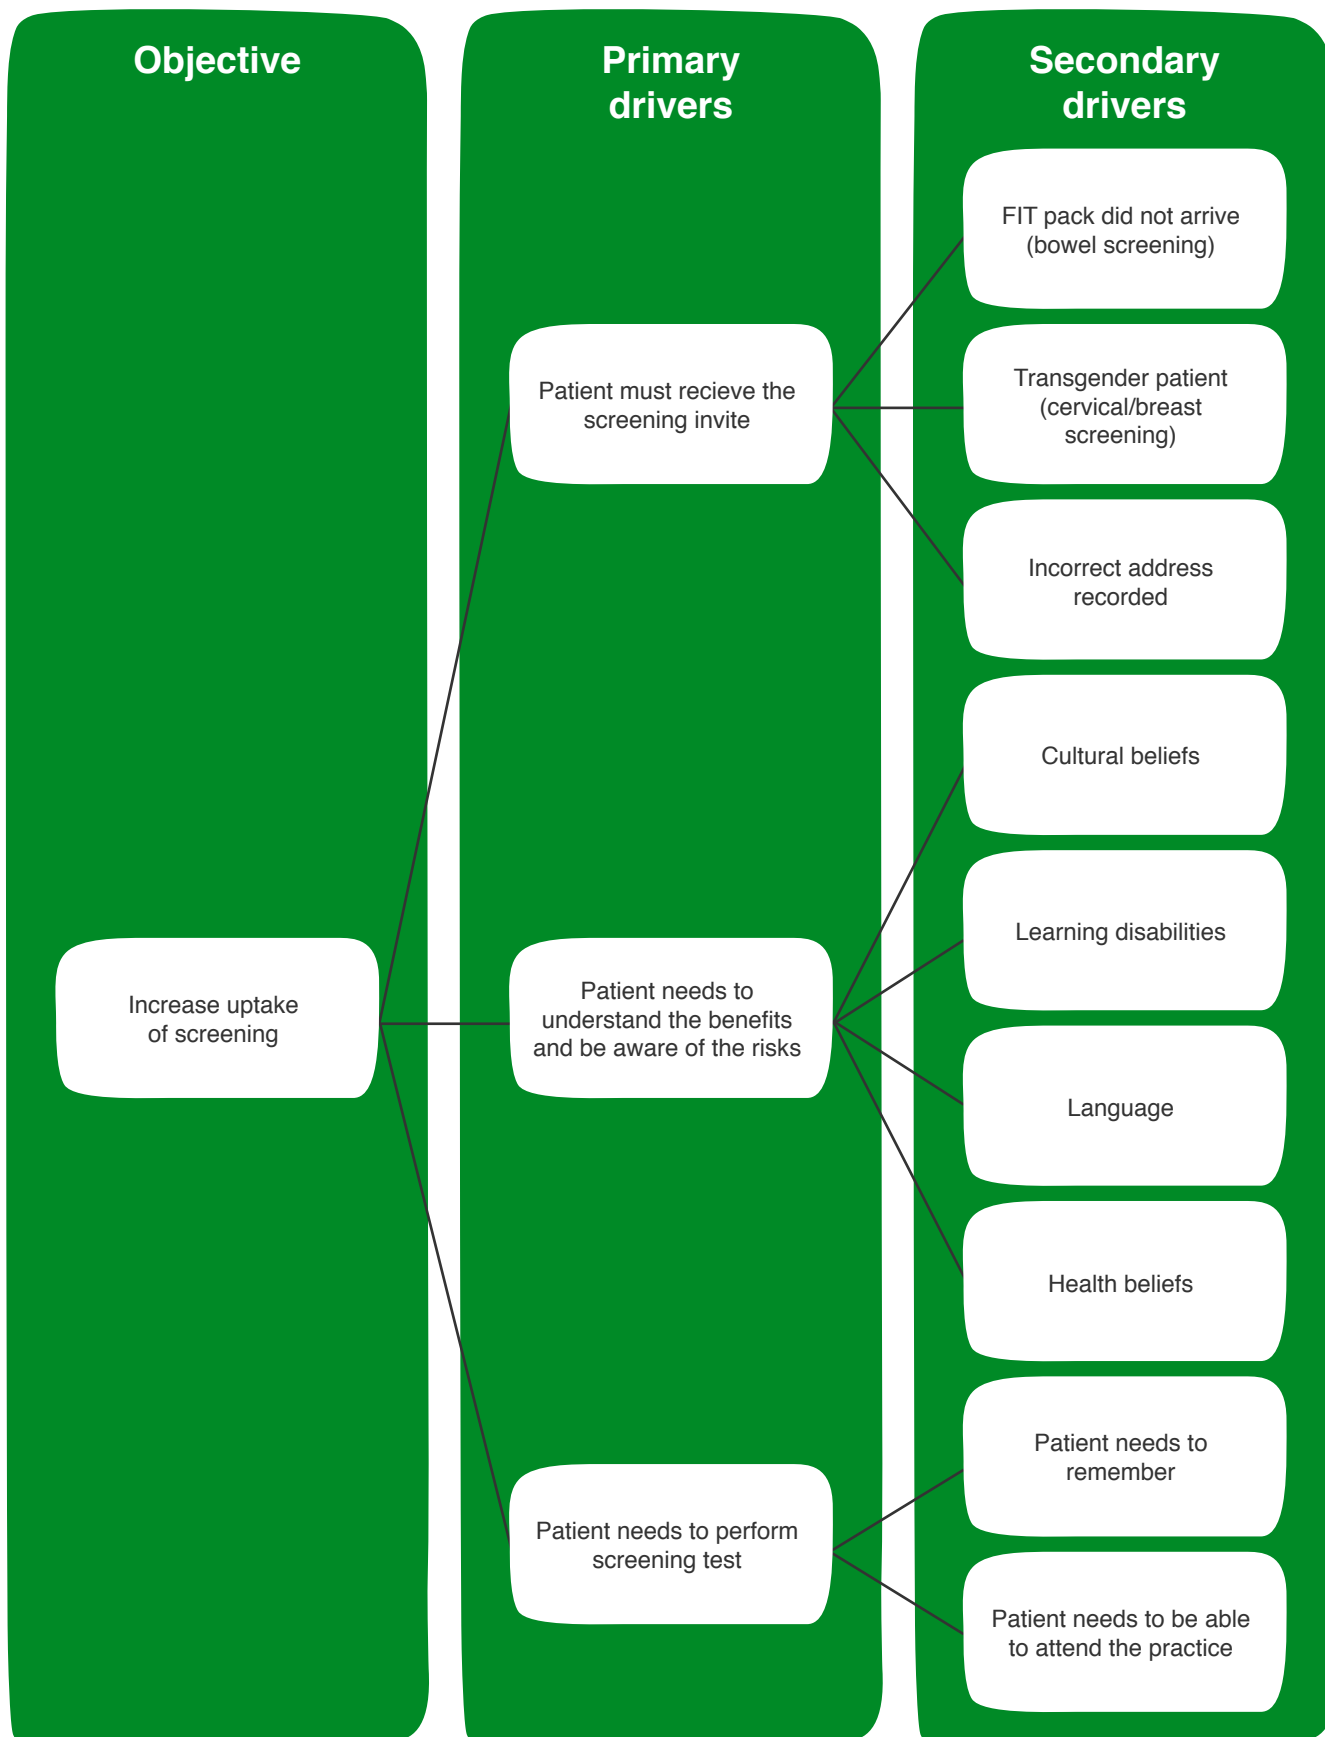 Objective
Primary
drivers
Secondary
drivers
FIT pack did not arrive
(bowel screening)
Patient must recieve the
screening invite
Transgender patient
(cervical/breast
screening)
Incorrect address
recorded
Cultural beliefs
Learning disabilities
Increase uptake
of screening
Patient needs to
understand the benefits
and be aware of the risks
Language
Health beliefs
Patient needs to
remember
Patient needs to perform
screening test
Patient needs to be able
to attend the practice